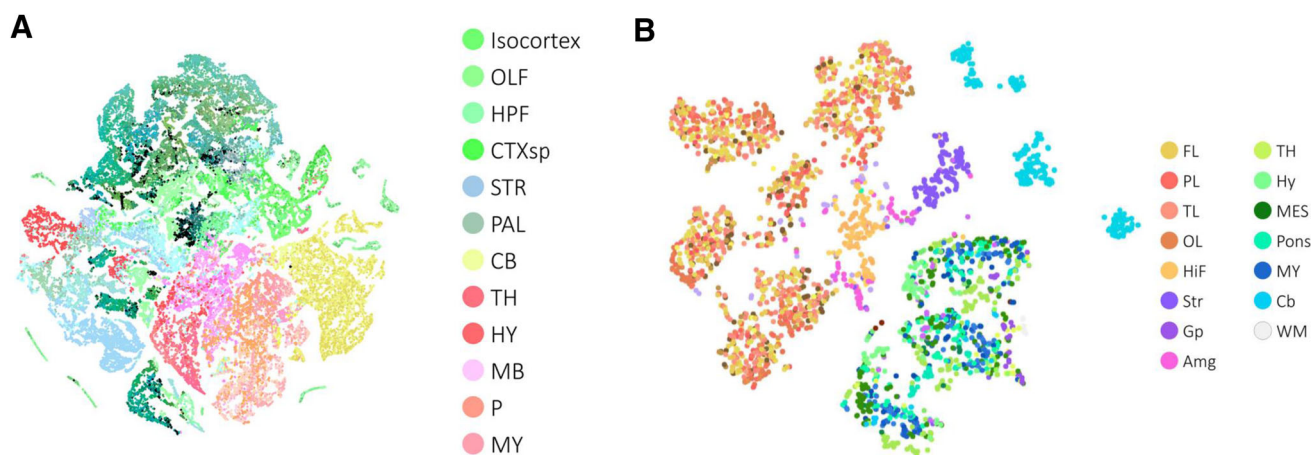 A
Isocortex
OLF
HPF
CTXsp
STR
PAL
CB
TH
HY
MB
P
MY
B
FL
PL
TL
OL
HiF
Str
Gp
Amg
TH
Hy
MES
Pons
MY
Cb
WM